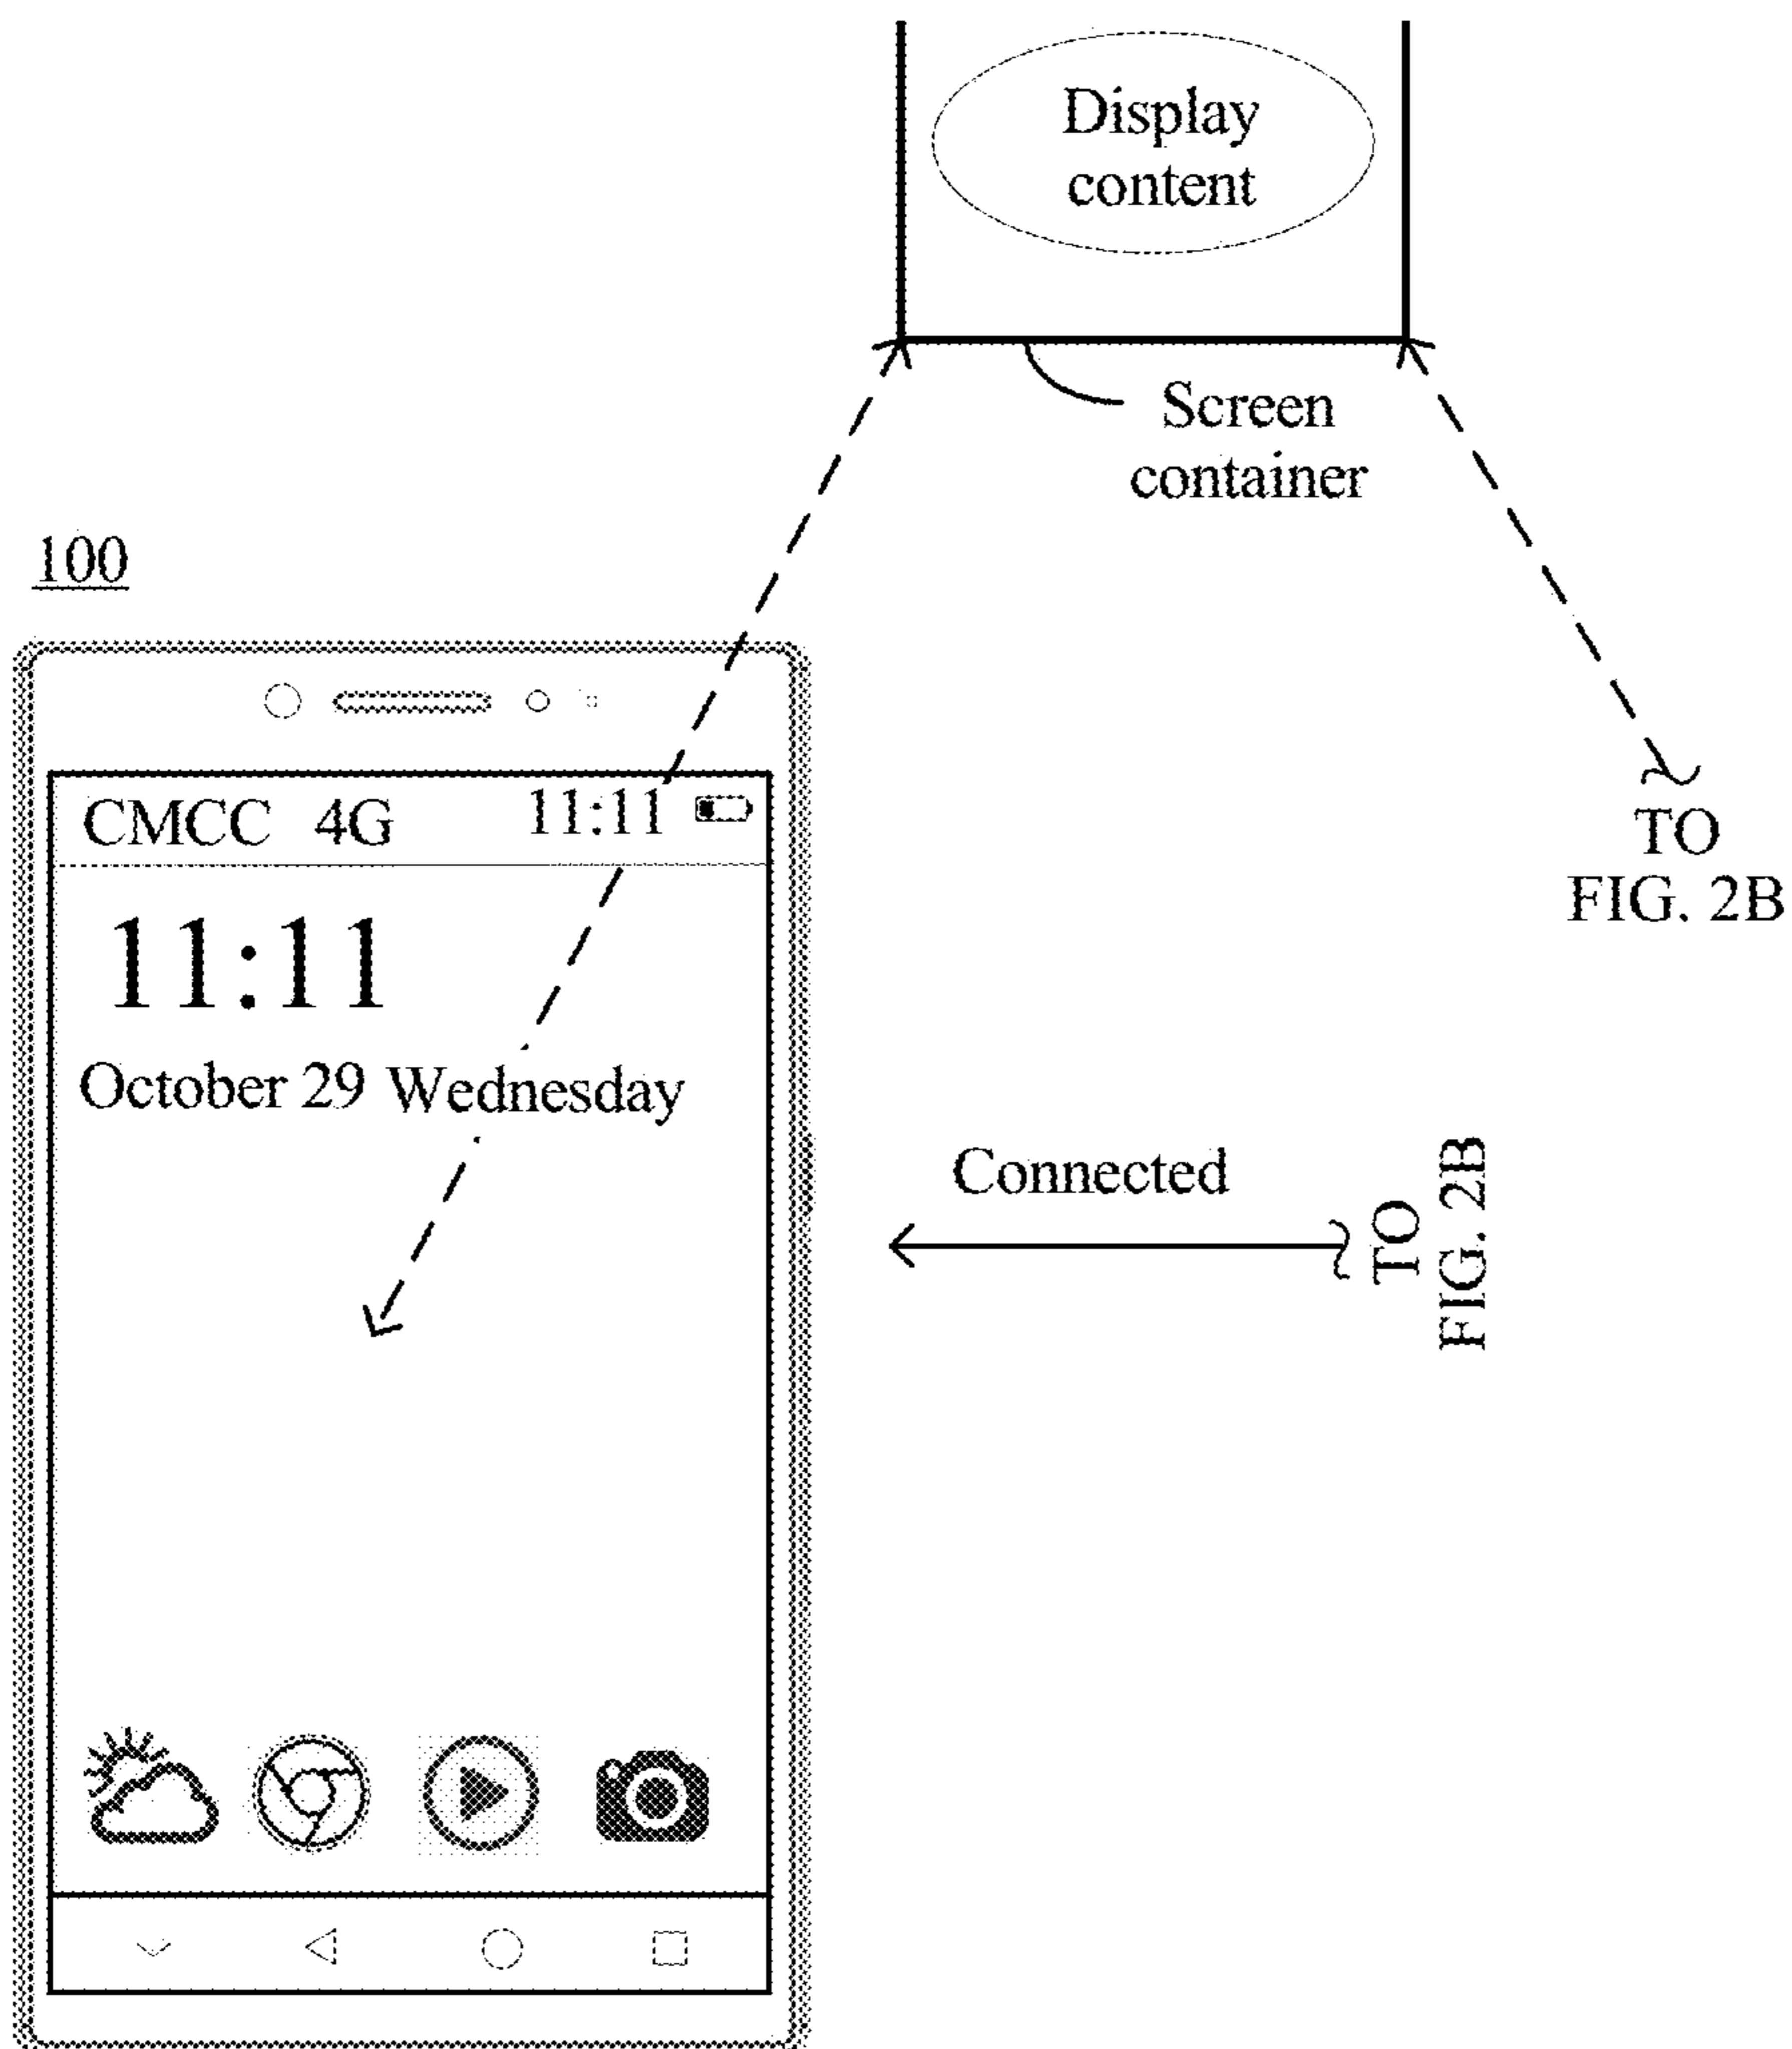 Display
content
Screen
container
100
CMCC 4G 11:11
11:11
October 29 Wednesday
TO
FIG. 2B
Connected
TO
FIG. 2B